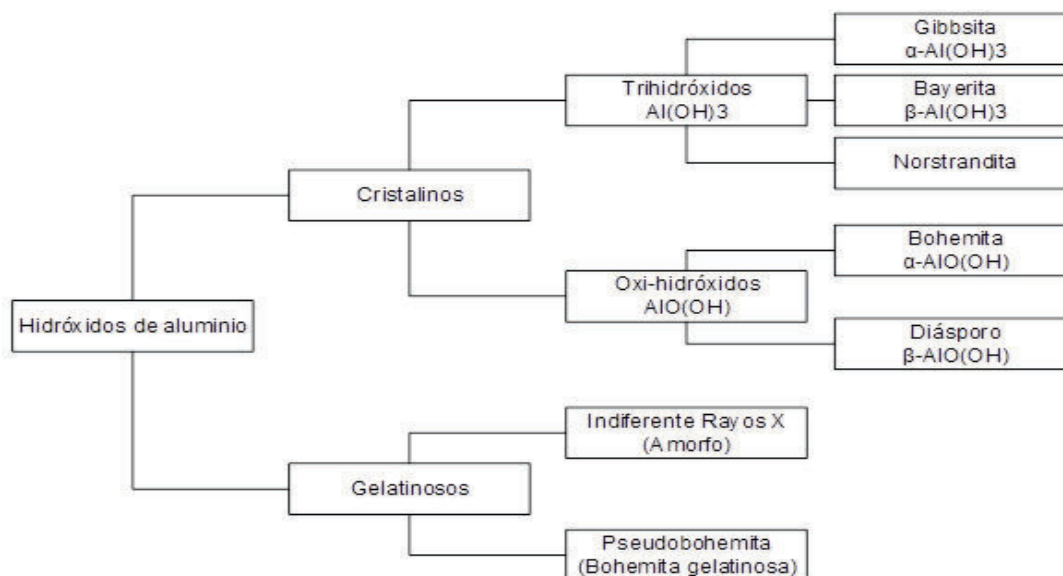 Gibbsita
α-Al(OH)3
Trihidróxidos
Al(OH)3
Bayerita
β-Al(OH)3
Norstrandita
Cristalinos
Bohemita
α-AlO(OH)
Oxi-hidróxidos
AlO(OH)
Diásporo
β-AlO(OH)
Hidróxidos de aluminio
Indiferente Rayos X
(Amorfo)
Gelatinosos
Pseudobohemita
(Bohemita gelatinosa)